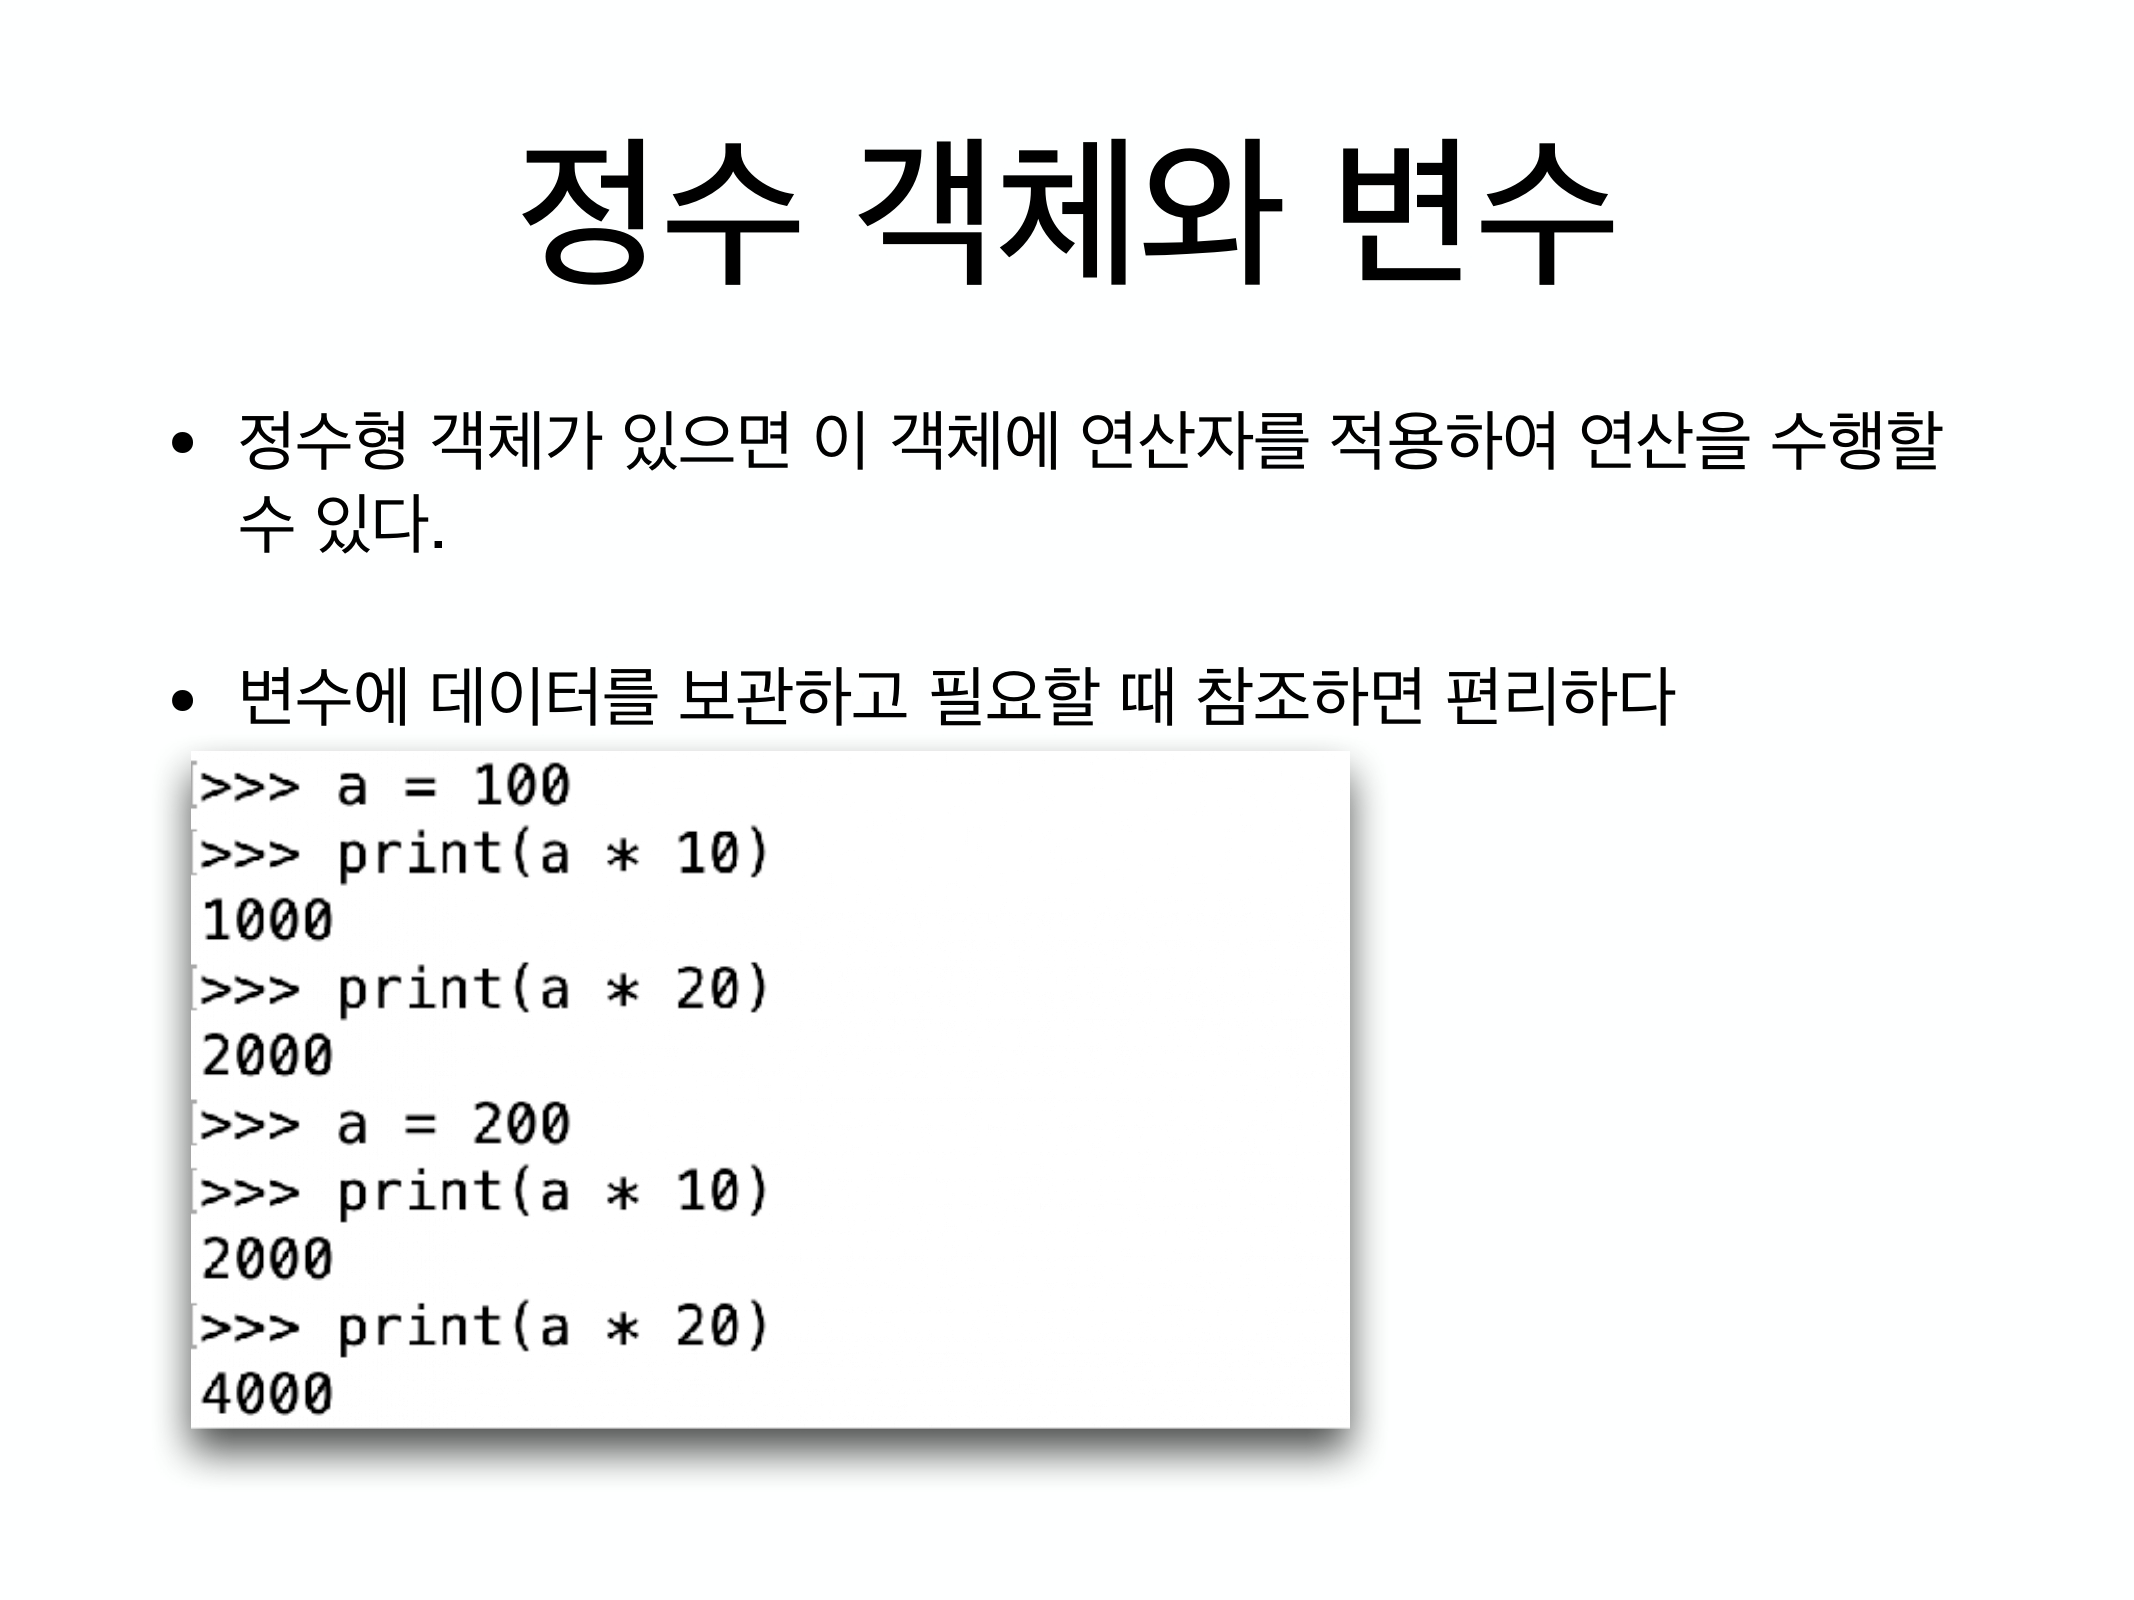 정수 객체와 변수
• 정수형 객체가 있으면 이 객체에 연산자를 적용하여 연산을 수행할
수 있다.
• 변수에 데이터를 보관하고 필요할 때 참조하면 편리하다
>>> a = 100
>>> print(a * 10)
1000
>>> print(a * 20)
2000
>>> a = 200
>>> print(a * 10)
2000
>>> print(a * 20)
4000